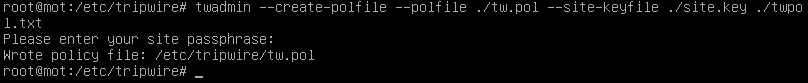 root@mot:/etc/tripwire# twadmin --create-polfile --polfile ./tw.pol --site-keyfile ./site.key ./twpo
l.txt
Please enter your site passphrase:
Wrote policy file: /etc/tripwire/tw.pol
root@mot:/etc/tripwire# _